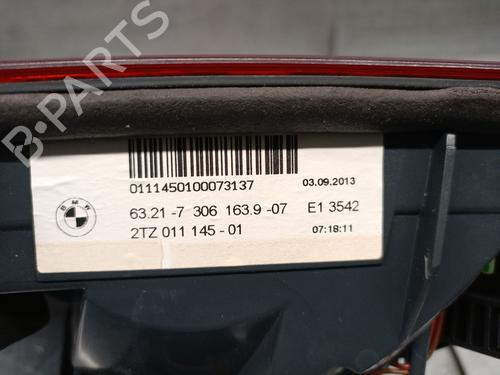 B-PARTS
0111450100073137
03.09.2013
BMW
63.21-7 306 163.9-07 E1 3542
2TZ 011 145-01 07:18:11